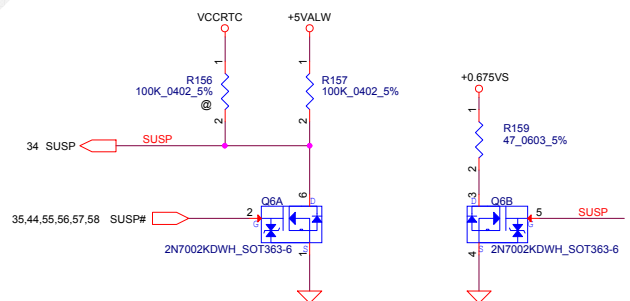 VCCRTC
+5VALW
1
1
R156
100K_0402_5%
@
R157
100K_0402_5%
2
2
34 SUSP
SUSP
+0.675VS
1
R159
47_0603_5%
2
6
D
Q6A
35,44,55,56,57,58 SUSP#
2
G
S
1
2N7002KDWH_SOT363-6
3
D
Q6B
5
SUSP
G
S
4
2N7002KDWH_SOT363-6